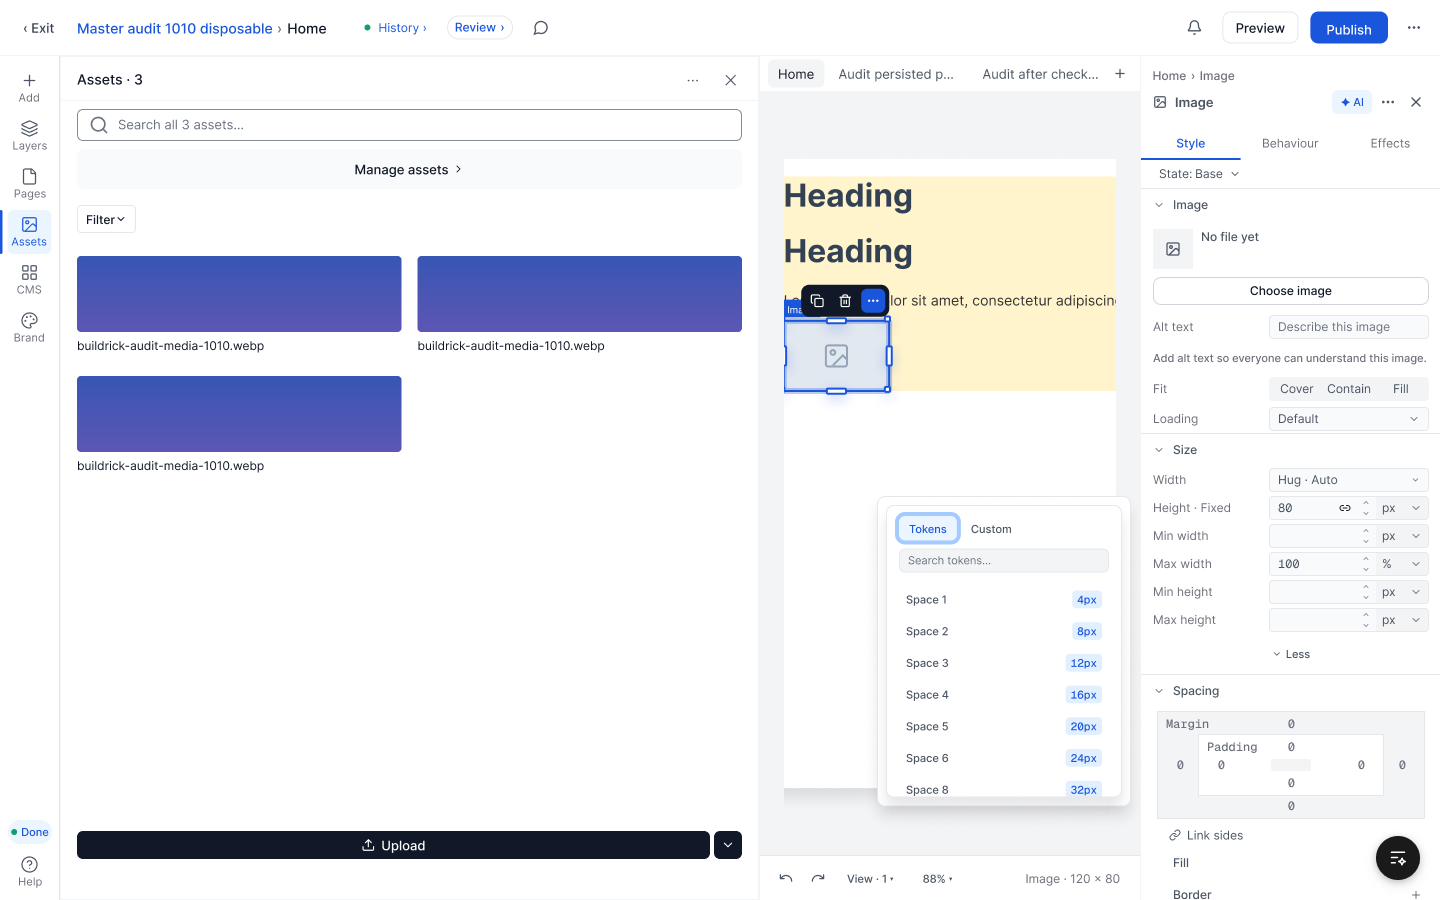 ‹ Exit
Master audit 1010 disposable › Home
History ›
Review ›
Preview
Publish
Add
Layers
Pages
Assets
CMS
Brand
Done
Help
Assets · 3
Search all 3 assets...
Manage assets
Filter
buildrick-audit-media-1010.webp
buildrick-audit-media-1010.webp
buildrick-audit-media-1010.webp
Upload
Home
Audit persisted p...
Audit after check...
Heading
Heading
lor sit amet, consectetur adipiscing
Tokens
Custom
Search tokens...
Space 1 4px
Space 2 8px
Space 3 12px
Space 4 16px
Space 5 20px
Space 6 24px
Space 8 32px
View · 1
88%
Image · 120 × 80
Home › Image
Image
AI
Style
Behaviour
Effects
State: Base
Image
No file yet
Choose image
Alt text
Describe this image
Add alt text so everyone can understand this image.
Fit
Cover
Contain
Fill
Loading
Default
Size
Width
Hug · Auto
Height · Fixed
80
px
Min width
px
Max width
100
%
Min height
px
Max height
px
Less
Spacing
Margin
0
Padding
0
0
0
0
0
0
0
Link sides
Fill
Border